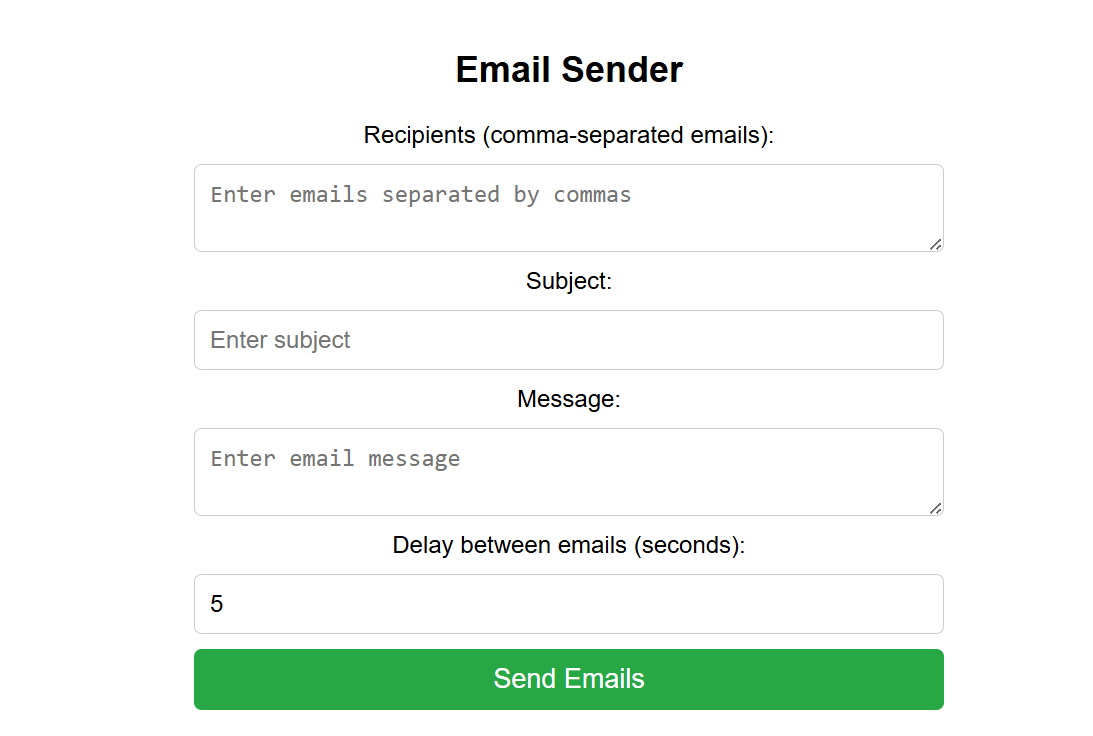 Email Sender
Recipients (comma-separated emails):
Enter emails separated by commas
Subject:
Enter subject
Message:
Enter email message
Delay between emails (seconds):
5
Send Emails